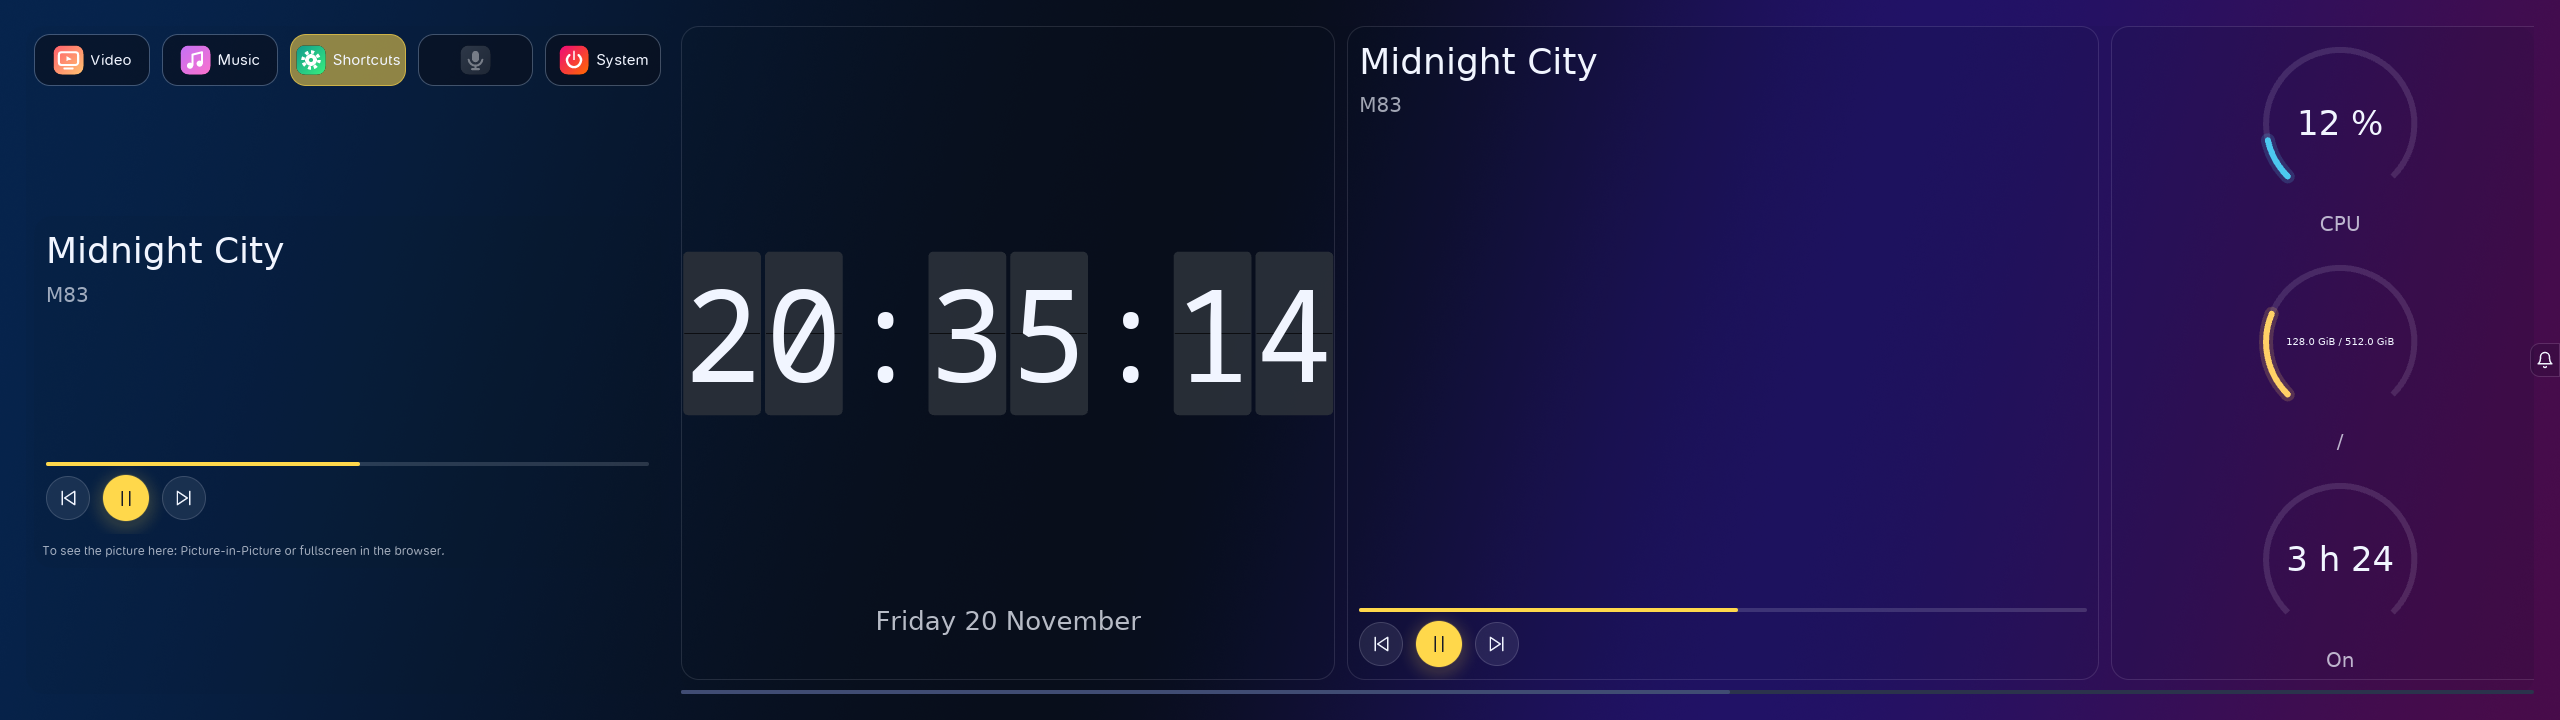 Video
Music
Shortcuts
System
Midnight City
M83
To see the picture here: Picture-in-Picture or fullscreen in the browser.
20:35:14
Friday 20 November
Midnight City
M83
12 %
CPU
128.0 GiB / 512.0 GiB
/
3 h 24
On